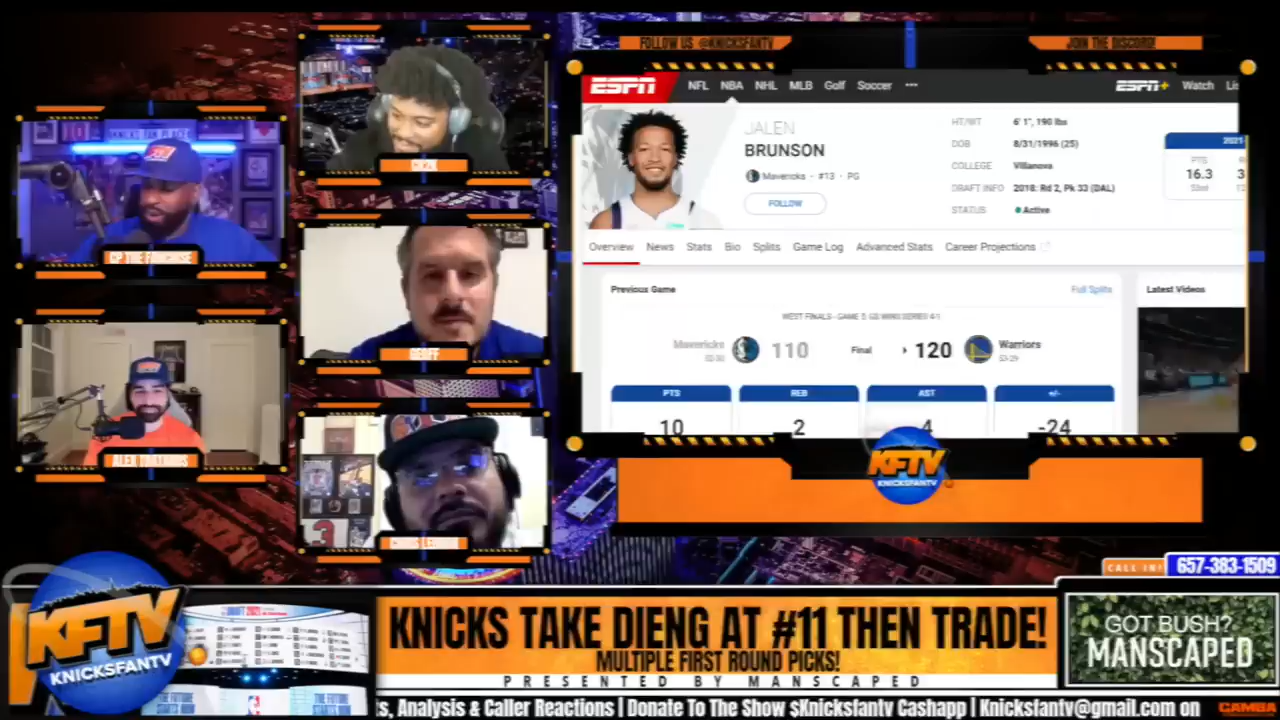 FOLLOW US @KNICKSFANTV
JOIN THE DISCORD!
ESPN
NFL NBA NHL MLB Golf Soccer •••
ESPN+ Watch
JALEN
BRUNSON
Mavericks • #13 • PG
FOLLOW
HT/WT 6' 1", 190 lbs
DOB 8/31/1996 (25)
COLLEGE Villanova
DRAFT INFO 2018: Rd 2, Pk 33 (DAL)
STATUS Active
PTS
16.3
Overview News Stats Bio Splits Game Log Advanced Stats Career Projections
Previous Game
Full Splits
Latest Videos
WEST FINALS - GAME 5: GS WINS SERIES 4-1
Mavericks
110
Final
120
Warriors
PTS REB AST +/-
10 2 4 -24
CP THE FANCHISE
KFTV
KNICKSFANTV
CALL IN!
657-383-1509
KFTV
KNICKSFANTV
KNICKS TAKE DIENG AT #11 THEN TRADE!
MULTIPLE FIRST ROUND PICKS!
PRESENTED BY MANSCAPED
GOT BUSH?
MANSCAPED
s, Analysis & Caller Reactions | Donate To The Show $Knicksfantv Cashapp | Knicksfantv@gmail.com on